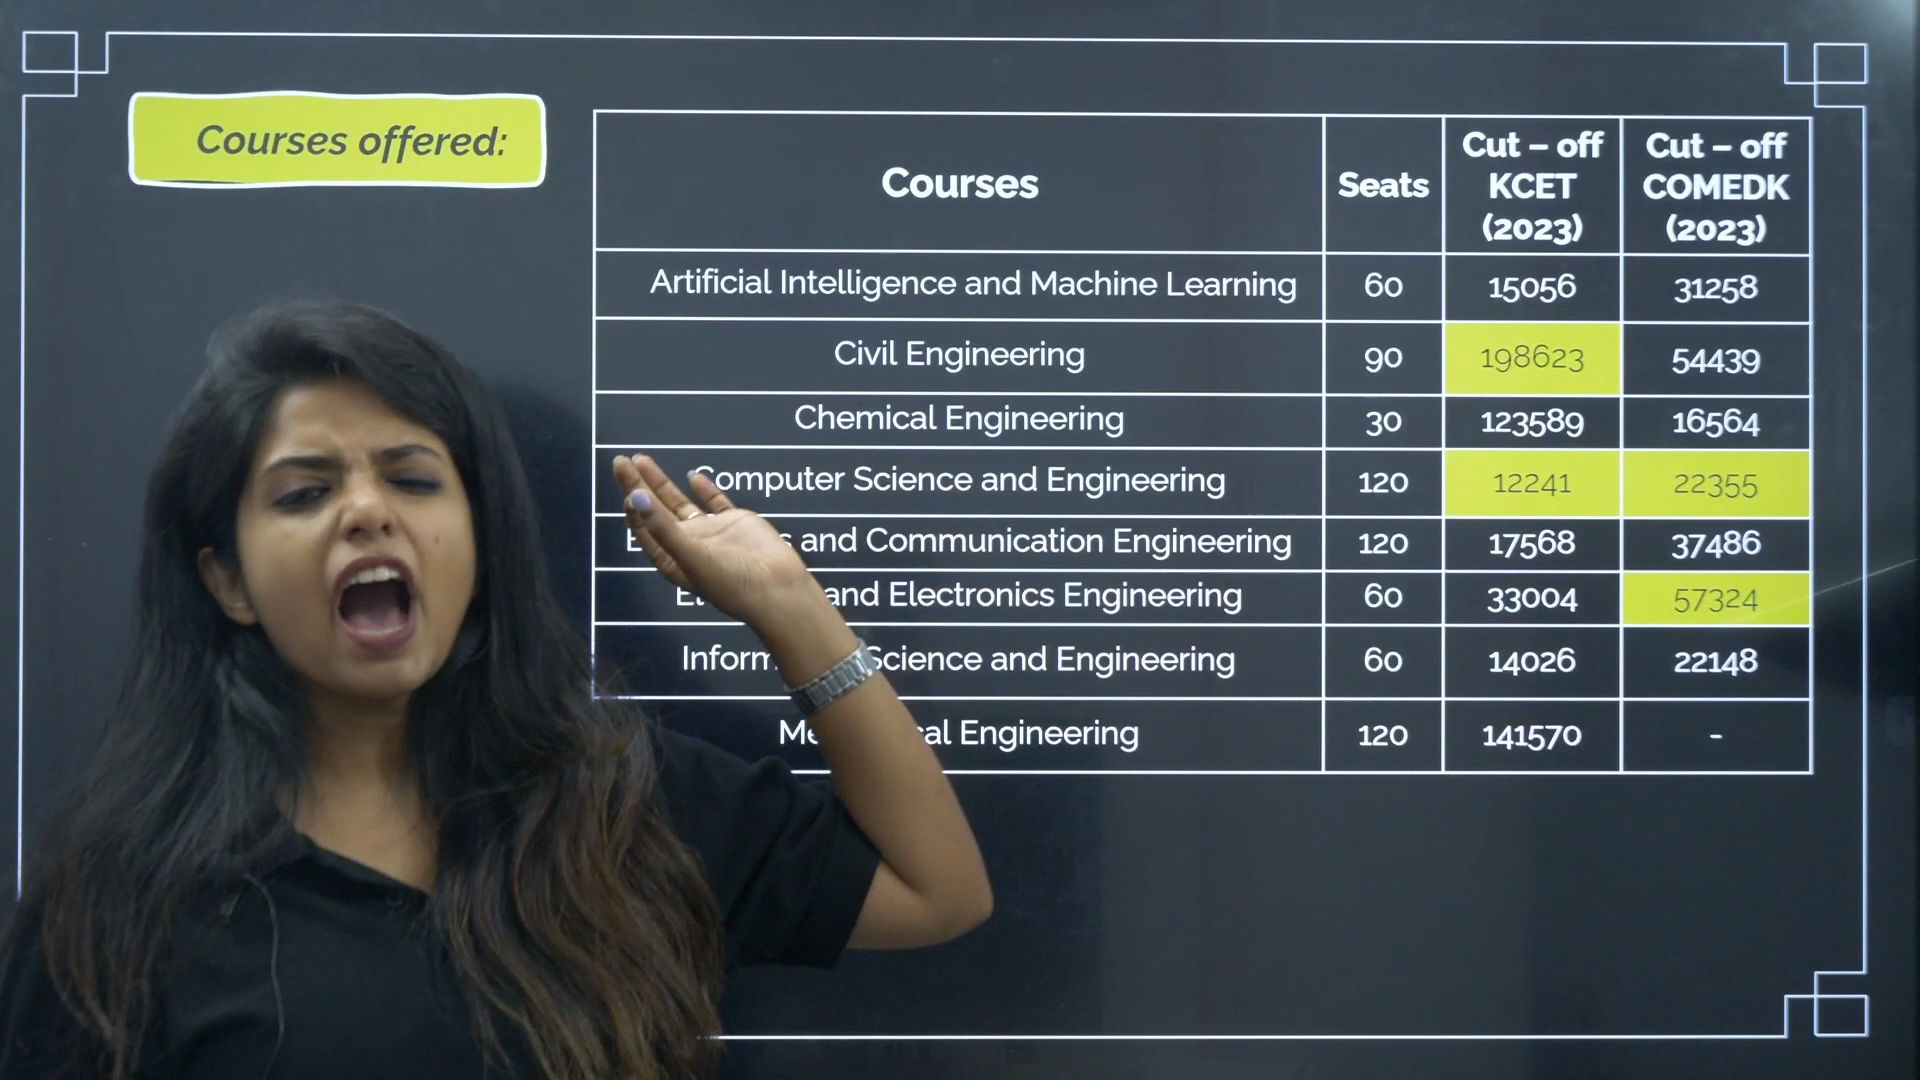 Courses offered:
Courses
Seats
Cut – off
KCET
(2023)
Cut – off
COMEDK
(2023)
Artificial Intelligence and Machine Learning 60 15056 31258
Civil Engineering 90 198623 54439
Chemical Engineering 30 123589 16564
Computer Science and Engineering 120 12241 22355
and Communication Engineering 120 17568 37486
and Electronics Engineering 60 33004 57324
Science and Engineering 60 14026 22148
Engineering 120 141570 -